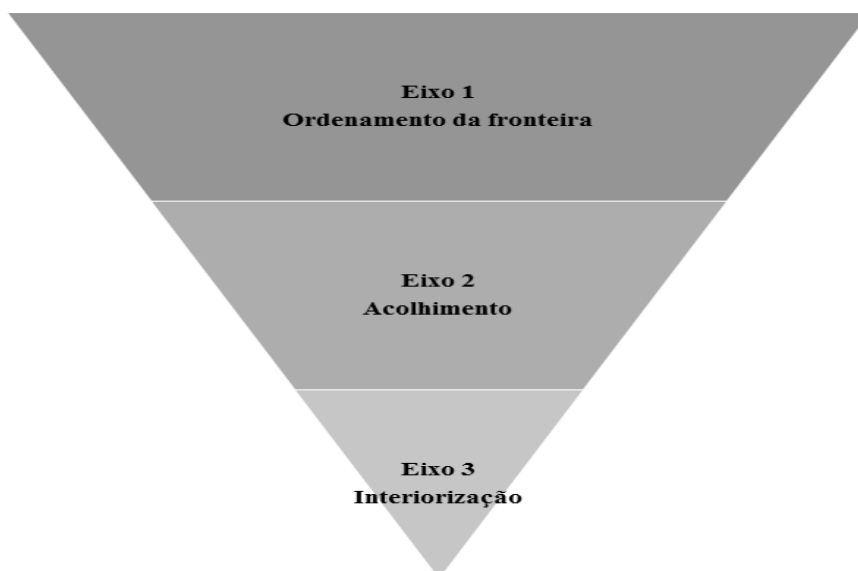 Eixo 1
Ordenamento da fronteira
Eixo 2
Acolhimento
Eixo 3
Interiorização